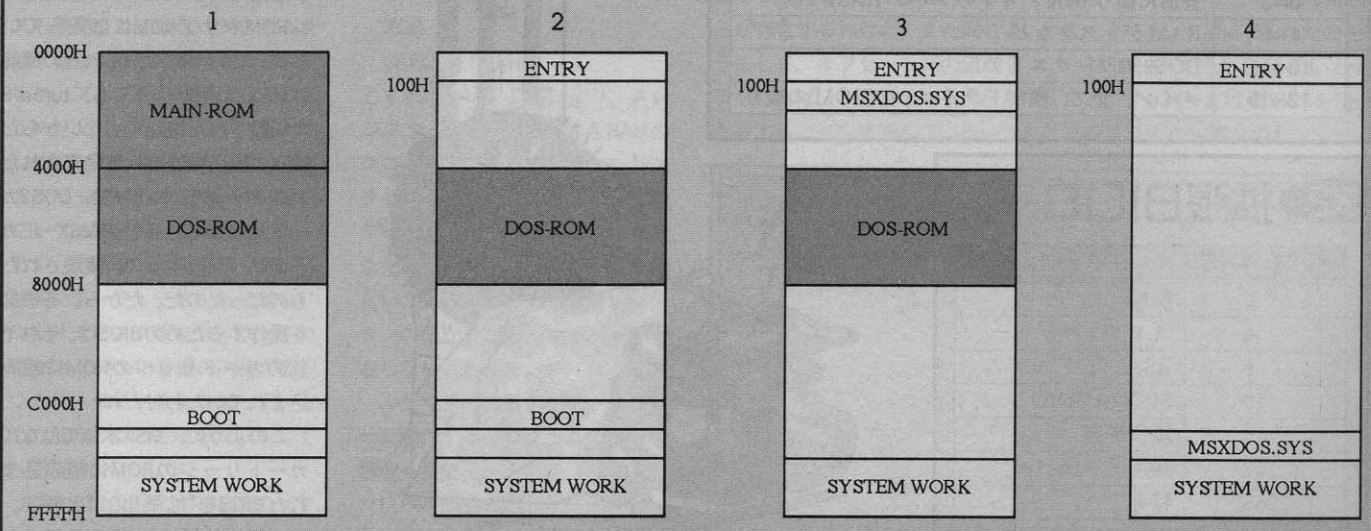 1
0000H
MAIN-ROM
4000H
DOS-ROM
8000H
C000H
BOOT
SYSTEM WORK
FFFFH
2
ENTRY
100H
DOS-ROM
BOOT
SYSTEM WORK
3
ENTRY
100H
MSXDOS.SYS
DOS-ROM
SYSTEM WORK
4
100H
MSXDOS.SYS
SYSTEM WORK